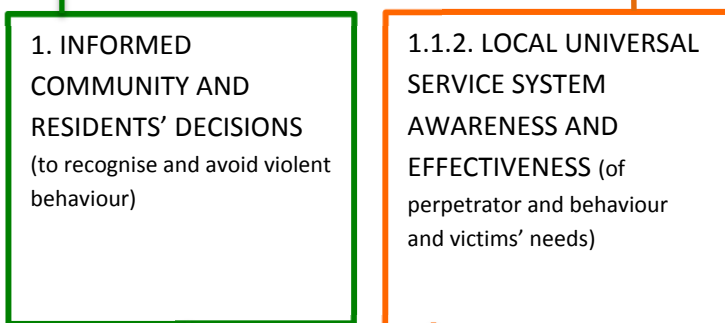 1. INFORMED
COMMUNITY AND
RESIDENTS’ DECISIONS
(to recognise and avoid violent
behaviour)
1.1.2. LOCAL UNIVERSAL
SERVICE SYSTEM
AWARENESS AND
EFFECTIVENESS (of
perpetrator and behaviour
and victims’ needs)